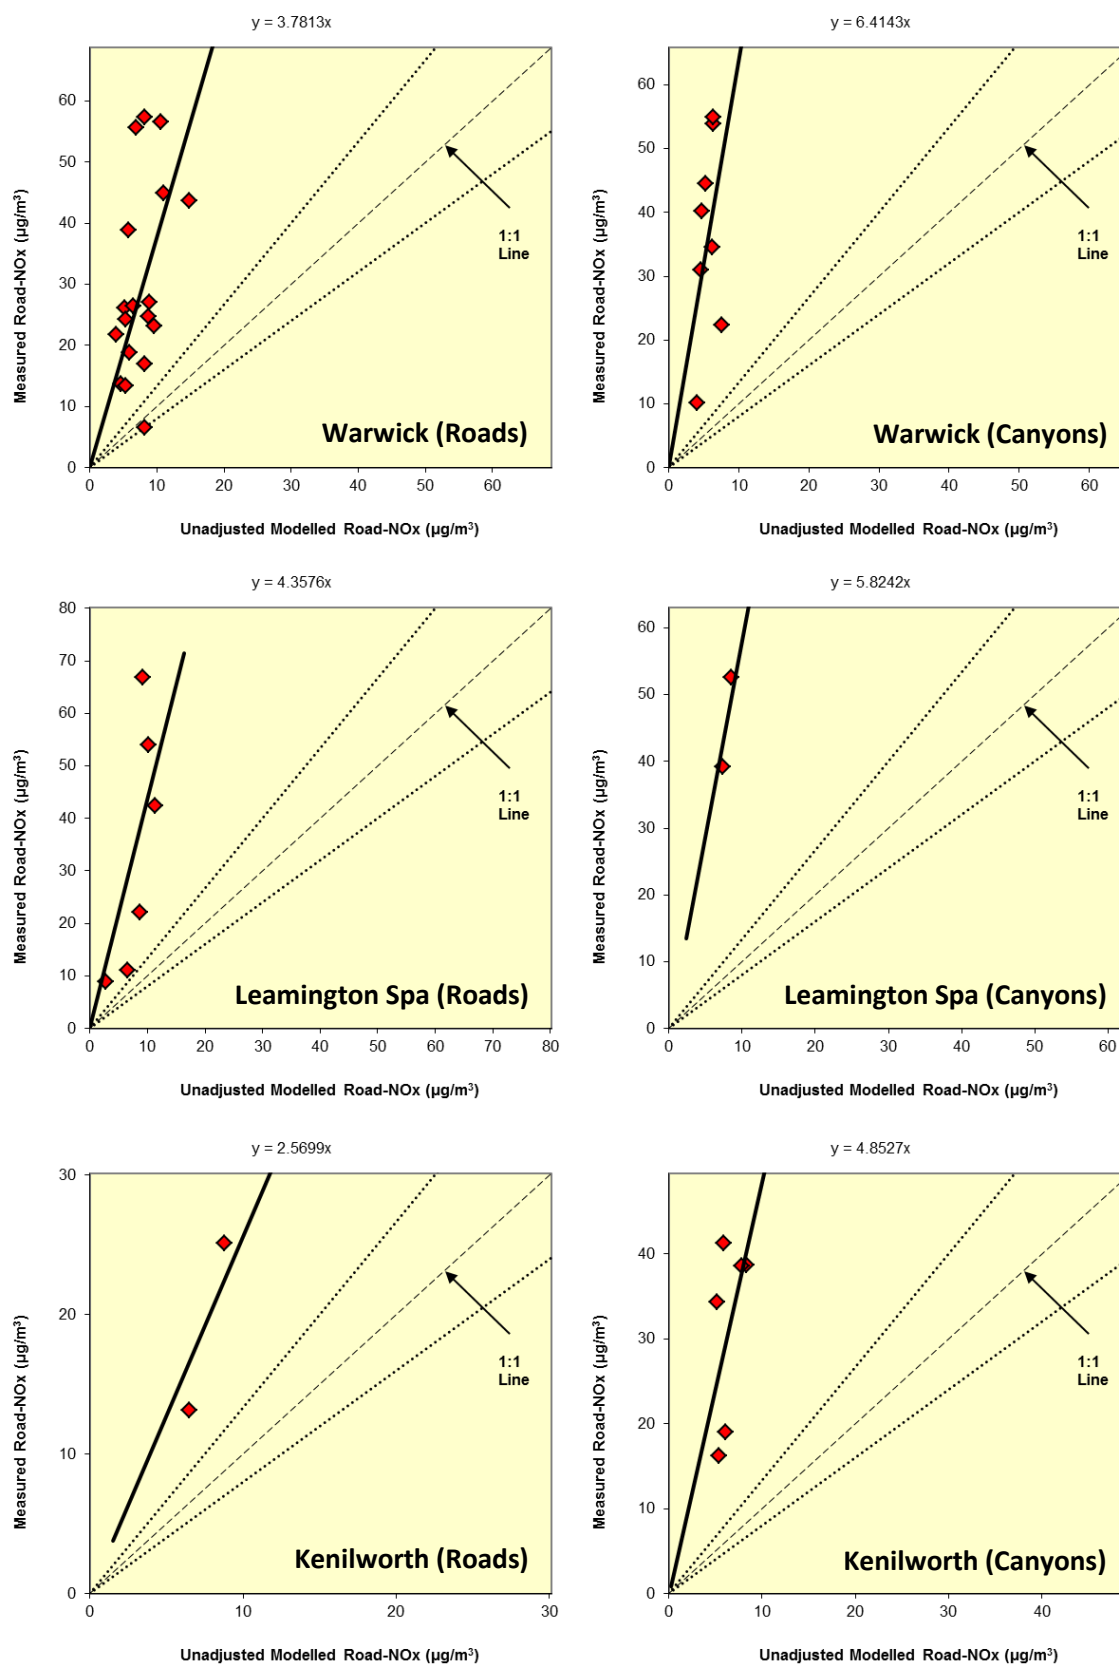 y = 3.7813x
Measured Road-NOx (µg/m³)
60
50
40
30
20
10
0
1:1
Line
Warwick (Roads)
0 10 20 30 40 50 60
Unadjusted Modelled Road-NOx (µg/m³)
y = 6.4143x
Measured Road-NOx (µg/m³)
60
50
40
30
20
10
0
1:1
Line
Warwick (Canyons)
0 10 20 30 40 50 60
Unadjusted Modelled Road-NOx (µg/m³)
y = 4.3576x
Measured Road-NOx (µg/m³)
80
70
60
50
40
30
20
10
0
1:1
Line
Leamington Spa (Roads)
0 10 20 30 40 50 60 70 80
Unadjusted Modelled Road-NOx (µg/m³)
y = 5.8242x
Measured Road-NOx (µg/m³)
60
50
40
30
20
10
0
1:1
Line
Leamington Spa (Canyons)
0 10 20 30 40 50 60
Unadjusted Modelled Road-NOx (µg/m³)
y = 2.5699x
Measured Road-NOx (µg/m³)
30
20
10
0
1:1
Line
Kenilworth (Roads)
0 10 20 30
Unadjusted Modelled Road-NOx (µg/m³)
y = 4.8527x
Measured Road-NOx (µg/m³)
40
30
20
10
0
1:1
Line
Kenilworth (Canyons)
0 10 20 30 40
Unadjusted Modelled Road-NOx (µg/m³)